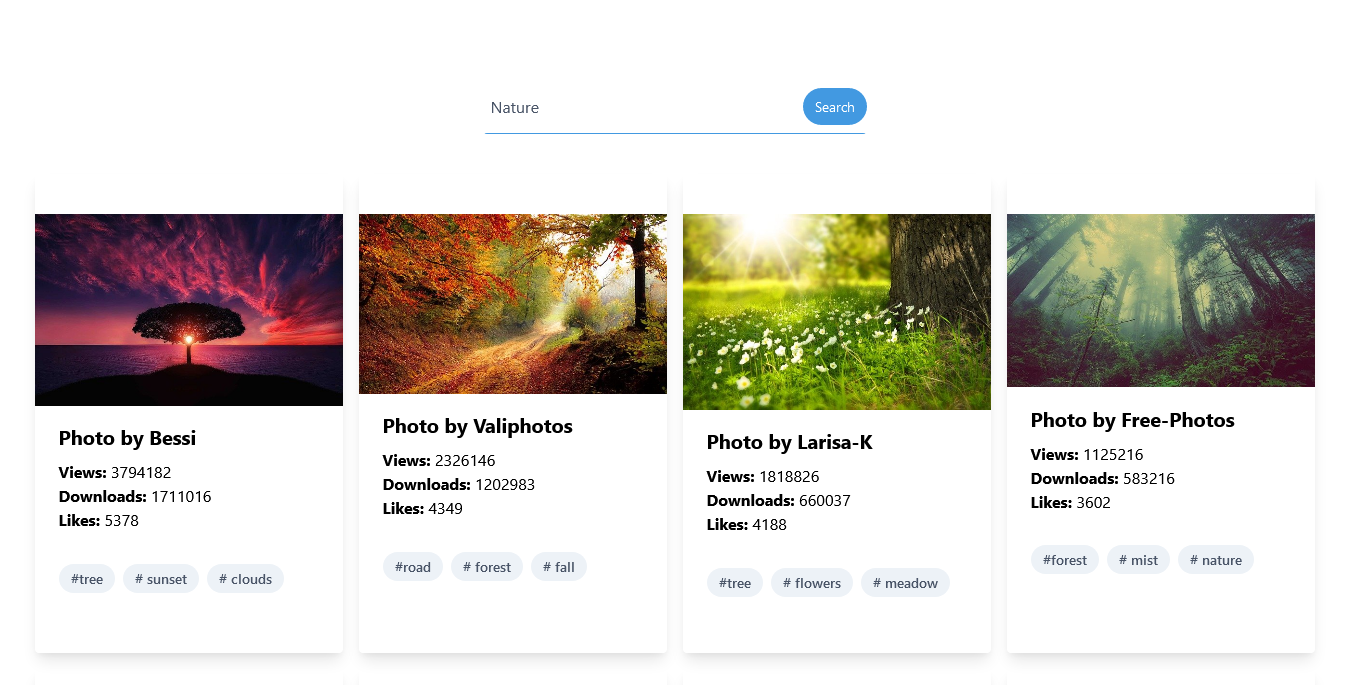 Nature
Search
Photo by Bessi
Views: 3794182
Downloads: 1711016
Likes: 5378
#tree # sunset # clouds
Photo by Valiphotos
Views: 2326146
Downloads: 1202983
Likes: 4349
#road # forest # fall
Photo by Larisa-K
Views: 1818826
Downloads: 660037
Likes: 4188
#tree # flowers # meadow
Photo by Free-Photos
Views: 1125216
Downloads: 583216
Likes: 3602
#forest # mist # nature